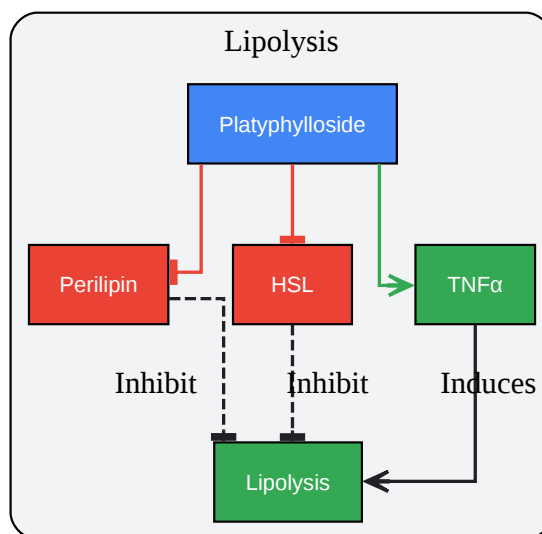 Lipolysis
Platyphylloside
Perilipin
HSL
TNFα
Inhibit
Inhibit
Induces
Lipolysis